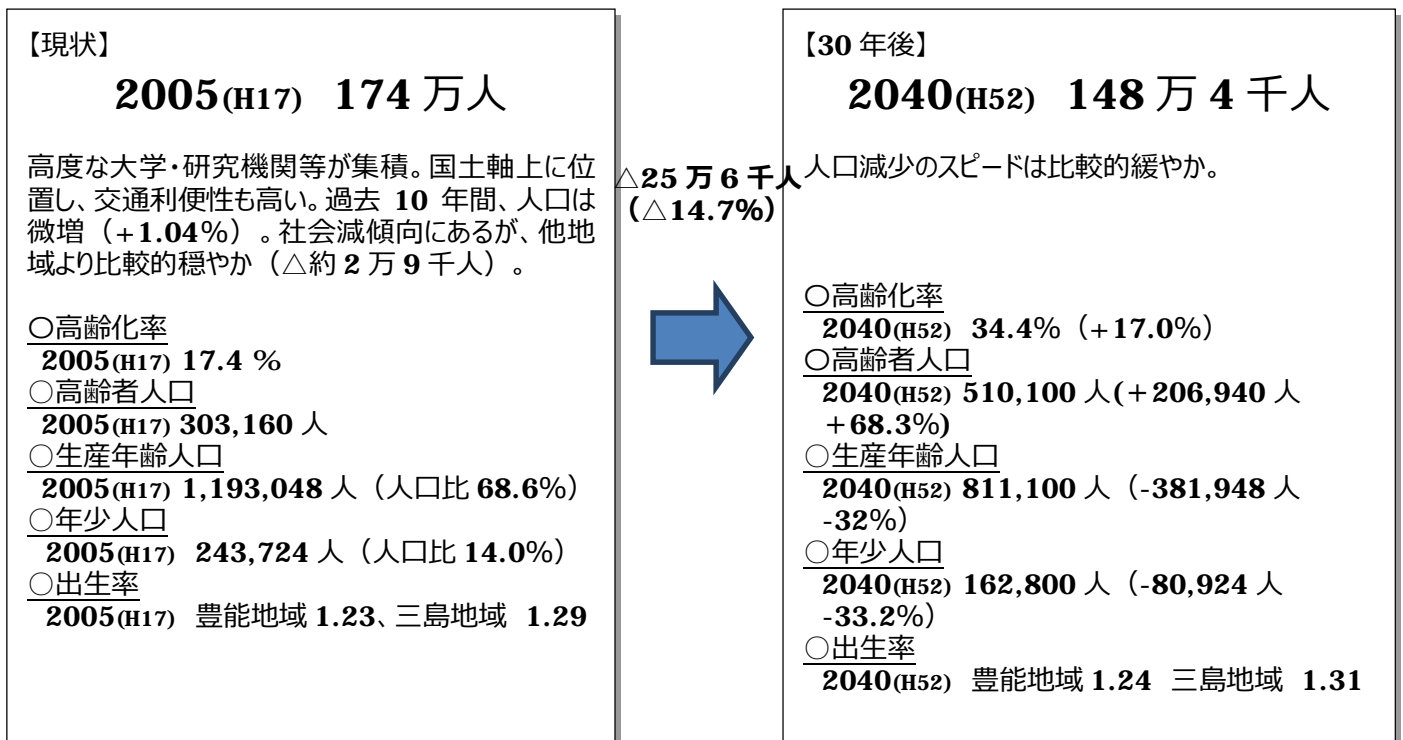 【現状】
2005(H17) 174 万人
高度な大学・研究機関等が集積。国土軸上に位
置し、交通利便性も高い。過去 10 年間、人口は
微増（+1.04%）。社会減傾向にあるが、他地
域より比較的穏やか（△約 2 万 9 千人）。
○高齢化率
2005(H17) 17.4 %
○高齢者人口
2005(H17) 303,160 人
○生産年齢人口
2005(H17) 1,193,048 人（人口比 68.6%）
○年少人口
2005(H17) 243,724 人（人口比 14.0%）
○出生率
2005(H17) 豊能地域 1.23、三島地域 1.29
△25 万 6 千人
（△14.7%）
【30 年後】
2040(H52) 148 万 4 千人
人口減少のスピードは比較的緩やか。
○高齢化率
2040(H52) 34.4%（+17.0%）
○高齢者人口
2040(H52) 510,100 人(＋206,940 人
＋68.3%)
○生産年齢人口
2040(H52) 811,100 人（-381,948 人
-32%）
○年少人口
2040(H52) 162,800 人（-80,924 人
-33.2%）
○出生率
2040(H52) 豊能地域 1.24 三島地域 1.31